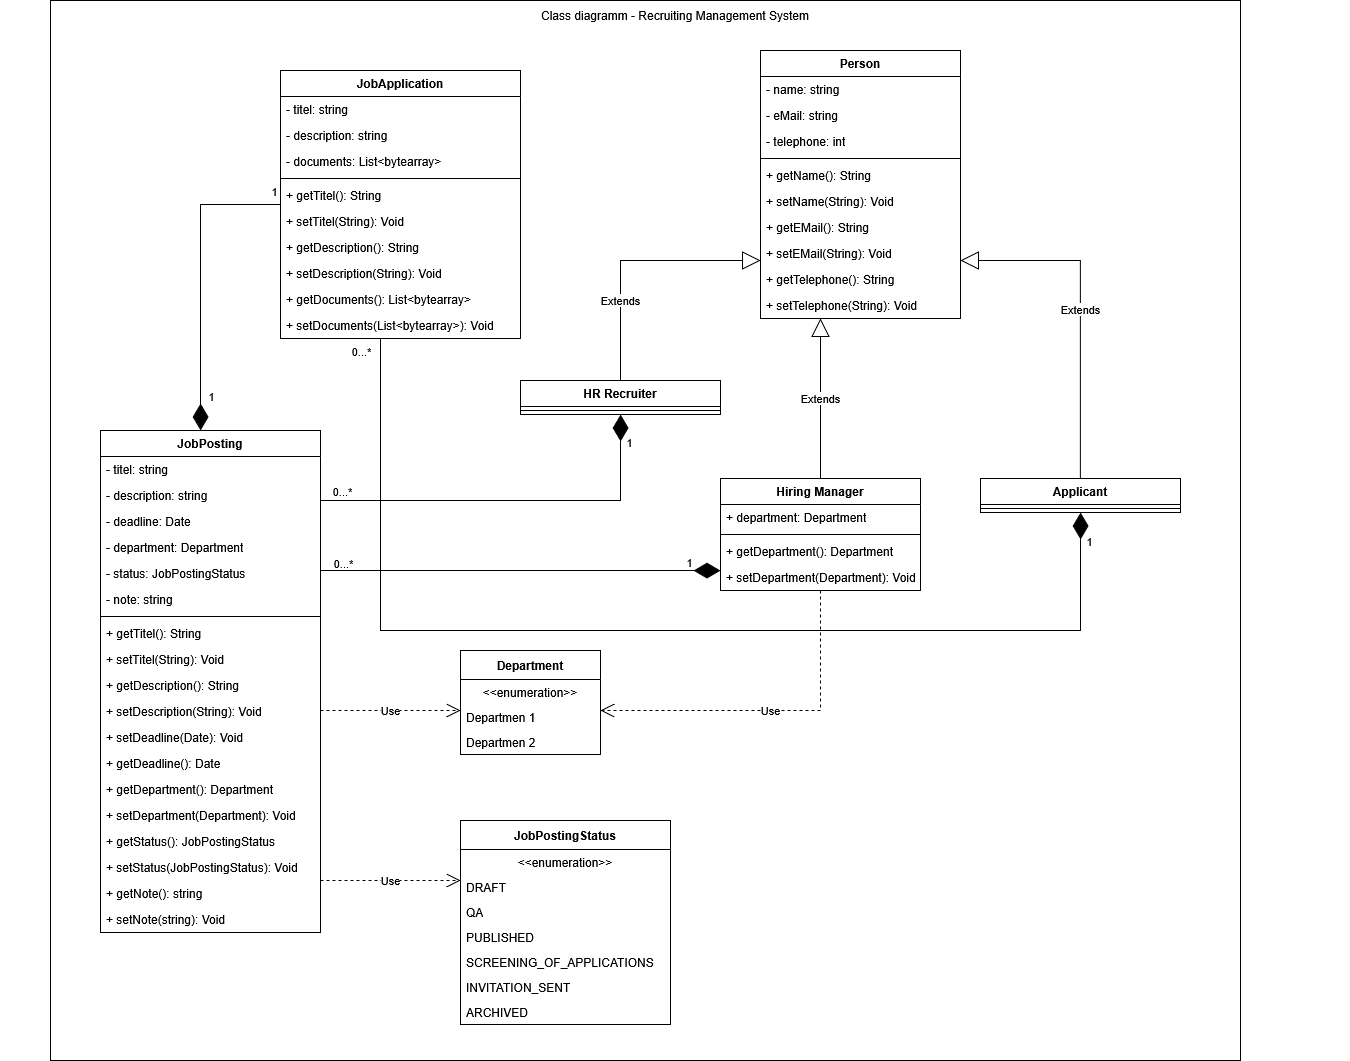 Class diagramm - Recruiting Management System
JobApplication
- titel: string
- description: string
- documents: List<bytearray>
+ getTitel(): String
+ setTitel(String): Void
+ getDescription(): String
+ setDescription(String): Void
+ getDocuments(): List<bytearray>
+ setDocuments(List<bytearray>): Void
Person
- name: string
- eMail: string
- telephone: int
+ getName(): String
+ setName(String): Void
+ getEMail(): String
+ setEMail(String): Void
+ getTelephone(): String
+ setTelephone(String): Void
1
0...*
Extends
Extends
Extends
1
HR Recruiter
1
JobPosting
- titel: string
- description: string
- deadline: Date
- department: Department
- status: JobPostingStatus
- note: string
+ getTitel(): String
+ setTitel(String): Void
+ getDescription(): String
+ setDescription(String): Void
+ setDeadline(Date): Void
+ getDeadline(): Date
+ getDepartment(): Department
+ setDepartment(Department): Void
+ getStatus(): JobPostingStatus
+ setStatus(JobPostingStatus): Void
+ getNote(): string
+ setNote(string): Void
0...*
0...*
1
Hiring Manager
+ department: Department
+ getDepartment(): Department
+ setDepartment(Department): Void
Applicant
1
Use
Department
<<enumeration>>
Departmen 1
Departmen 2
Use
Use
JobPostingStatus
<<enumeration>>
DRAFT
QA
PUBLISHED
SCREENING_OF_APPLICATIONS
INVITATION_SENT
ARCHIVED